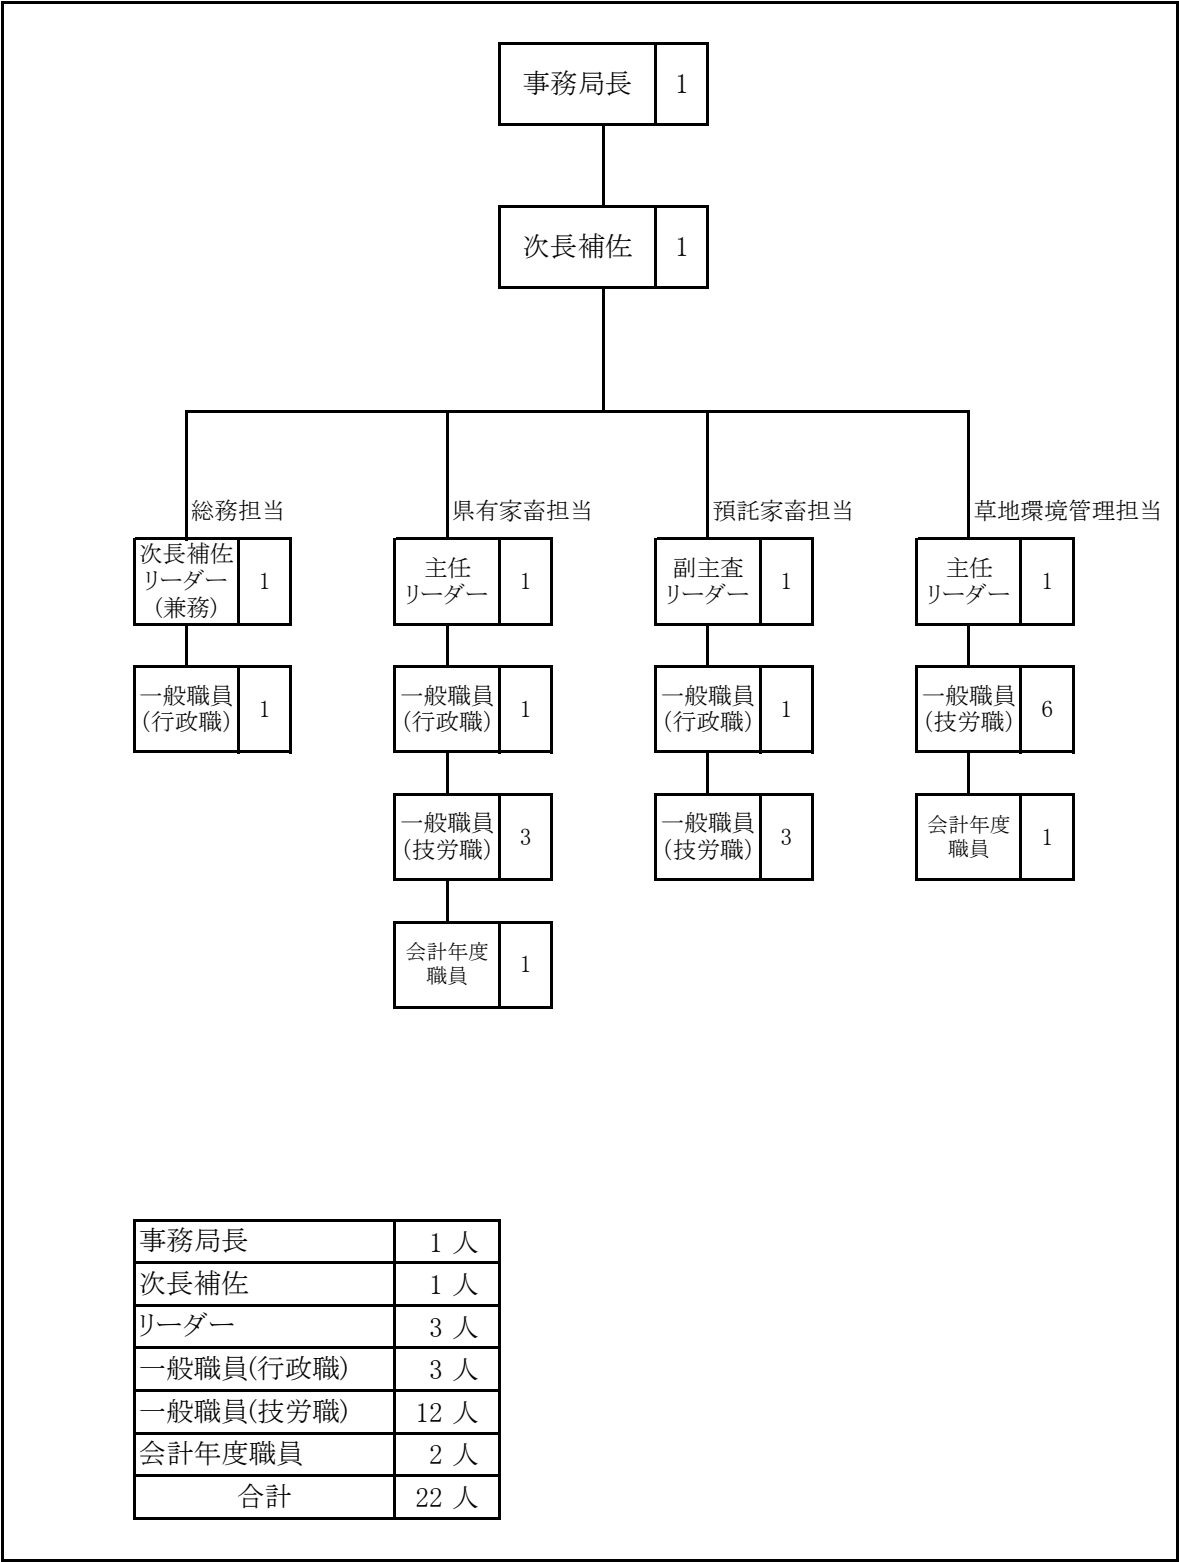 事務局長 1
次長補佐 1
総務担当
次長補佐
リーダー
(兼務)
1
一般職員
(行政職)
1
県有家畜担当
主任
リーダー
1
一般職員
(行政職)
1
一般職員
(技労職)
3
会計年度
職員
1
預託家畜担当
副主査
リーダー
1
一般職員
(行政職)
1
一般職員
(技労職)
3
草地環境管理担当
主任
リーダー
1
一般職員
(技労職)
6
会計年度
職員
1
事務局長 1 人
次長補佐 1 人
リーダー 3 人
一般職員(行政職) 3 人
一般職員(技労職) 12 人
会計年度職員 2 人
合計 22 人